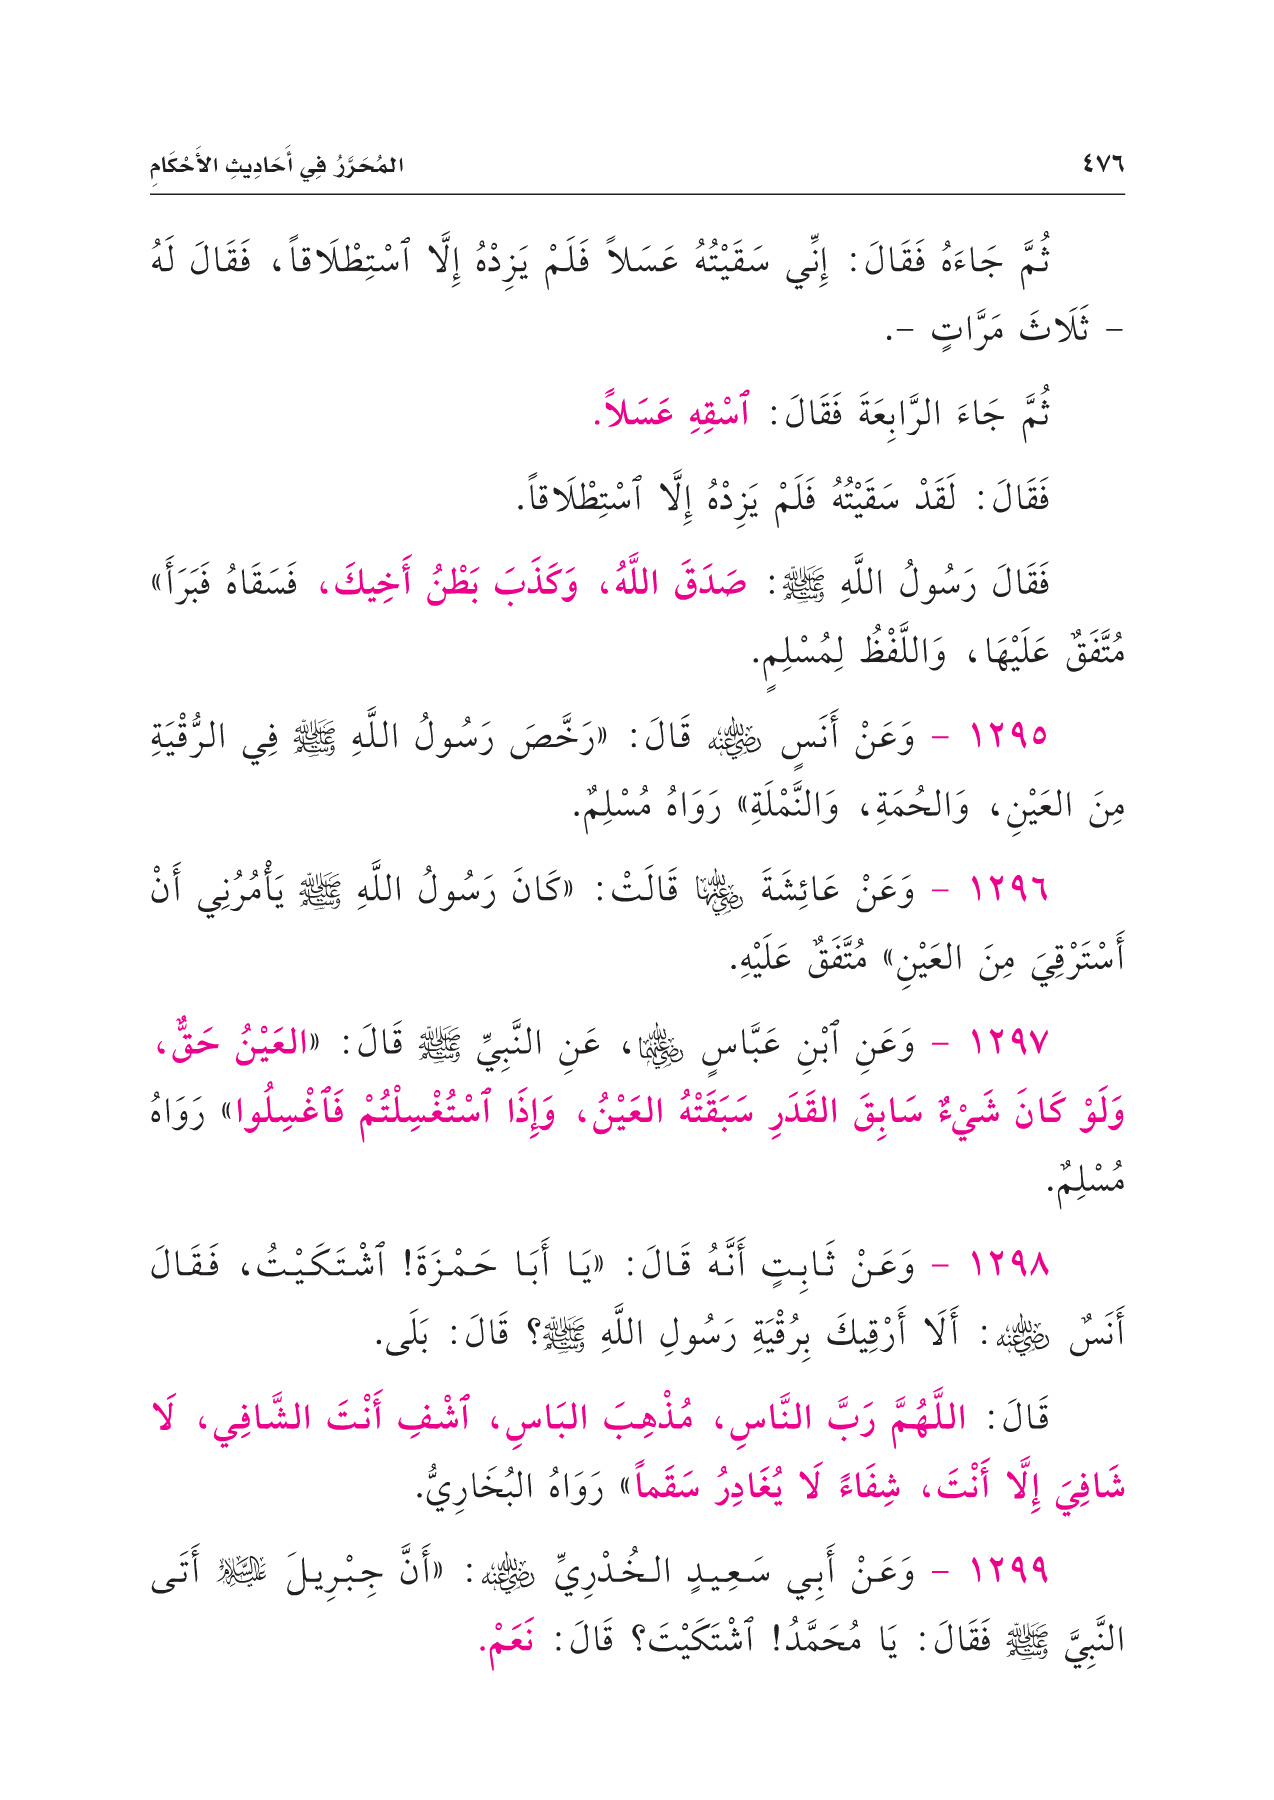 ٤٧٦
المُحَرَّرُ فِي أَحَادِيثِ الأَحْكَامِ
ثُمَّ جَاءَهُ فَقَالَ: إِنِّي سَقَيْتُهُ عَسَلاً فَلَمْ يَزِدْهُ إِلَّا ٱسْتِطْلَاقاً، فَقَالَ لَهُ
– ثَلَاثَ مَرَّاتٍ –.
ثُمَّ جَاءَ الرَّابِعَةَ فَقَالَ: ٱسْقِهِ عَسَلاً.
فَقَالَ: لَقَدْ سَقَيْتُهُ فَلَمْ يَزِدْهُ إِلَّا ٱسْتِطْلَاقاً.
فَقَالَ رَسُولُ اللَّهِ ﷺ: صَدَقَ اللَّهُ، وَكَذَبَ بَطْنُ أَخِيكَ، فَسَقَاهُ فَبَرَأَ»
مُتَّفَقٌ عَلَيْهَا، وَاللَّفْظُ لِمُسْلِمٍ.
١٢٩٥ – وَعَنْ أَنَسٍ رضي الله عنه قَالَ: «رَخَّصَ رَسُولُ اللَّهِ ﷺ فِي الرُّقْيَةِ
مِنَ العَيْنِ، وَالحُمَةِ، وَالنَّمْلَةِ» رَوَاهُ مُسْلِمٌ.
١٢٩٦ – وَعَنْ عَائِشَةَ رضي الله عنها قَالَتْ: «كَانَ رَسُولُ اللَّهِ ﷺ يَأْمُرُنِي أَنْ
أَسْتَرْقِيَ مِنَ العَيْنِ» مُتَّفَقٌ عَلَيْهِ.
١٢٩٧ – وَعَنِ ٱبْنِ عَبَّاسٍ رضي الله عنهما، عَنِ النَّبِيِّ ﷺ قَالَ: «العَيْنُ حَقٌّ،
وَلَوْ كَانَ شَيْءٌ سَابِقَ القَدَرِ سَبَقَتْهُ العَيْنُ، وَإِذَا ٱسْتُغْسِلْتُمْ فَٱغْسِلُوا» رَوَاهُ
مُسْلِمٌ.
١٢٩٨ – وَعَنْ ثَابِتٍ أَنَّهُ قَالَ: «يَا أَبَا حَمْزَةَ! ٱشْتَكَيْتُ، فَقَالَ
أَنَسٌ رضي الله عنه: أَلَا أَرْقِيكَ بِرُقْيَةِ رَسُولِ اللَّهِ ﷺ؟ قَالَ: بَلَى.
قَالَ: اللَّهُمَّ رَبَّ النَّاسِ، مُذْهِبَ البَاسِ، ٱشْفِ أَنْتَ الشَّافِي، لَا
شَافِيَ إِلَّا أَنْتَ، شِفَاءً لَا يُغَادِرُ سَقَماً» رَوَاهُ البُخَارِيُّ.
١٢٩٩ – وَعَنْ أَبِي سَعِيدٍ الخُدْرِيِّ رضي الله عنه: «أَنَّ جِبْرِيلَ عليه السلام أَتَى
النَّبِيَّ ﷺ فَقَالَ: يَا مُحَمَّدُ! ٱشْتَكَيْتَ؟ قَالَ: نَعَمْ.